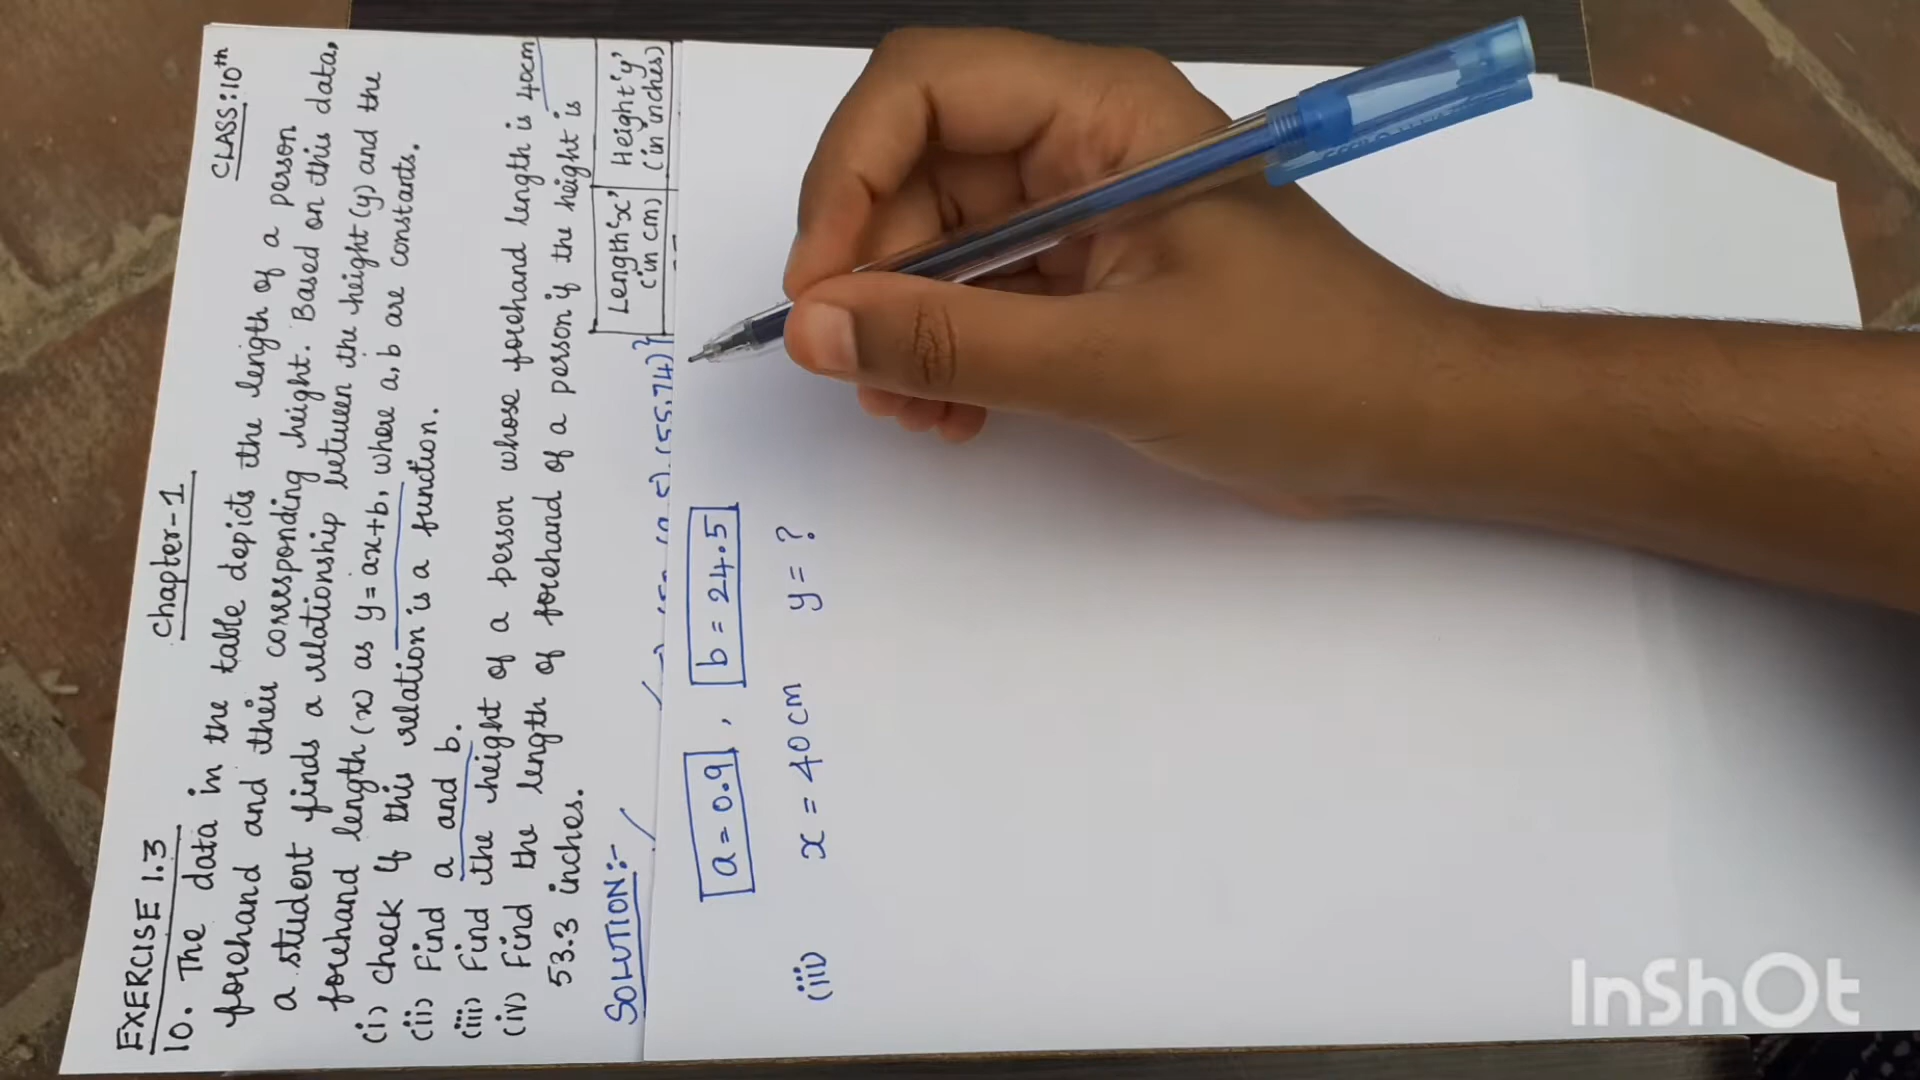 EXERCISE 1.3
Chapter-1
CLASS:10th
10. The data in the table depicts the length of a person
forehand and their corresponding height. Based on this data,
a student finds a relationship between the height (y) and the
forehand length (x) as y = ax+b, where a, b are constants.
(i) check if this relation is a function.
(ii) Find a and b.
(iii) Find the height of a person whose forehand length is 40cm
(iv) Find the length of forehand of a person if the height is
53.3 inches.
Length 'x' (in cm)
Height 'y' (in inches)
SOLUTION:-
(55,74)}
a = 0.9 , b = 24.5
(iii) x = 40 cm y = ?
InShOt